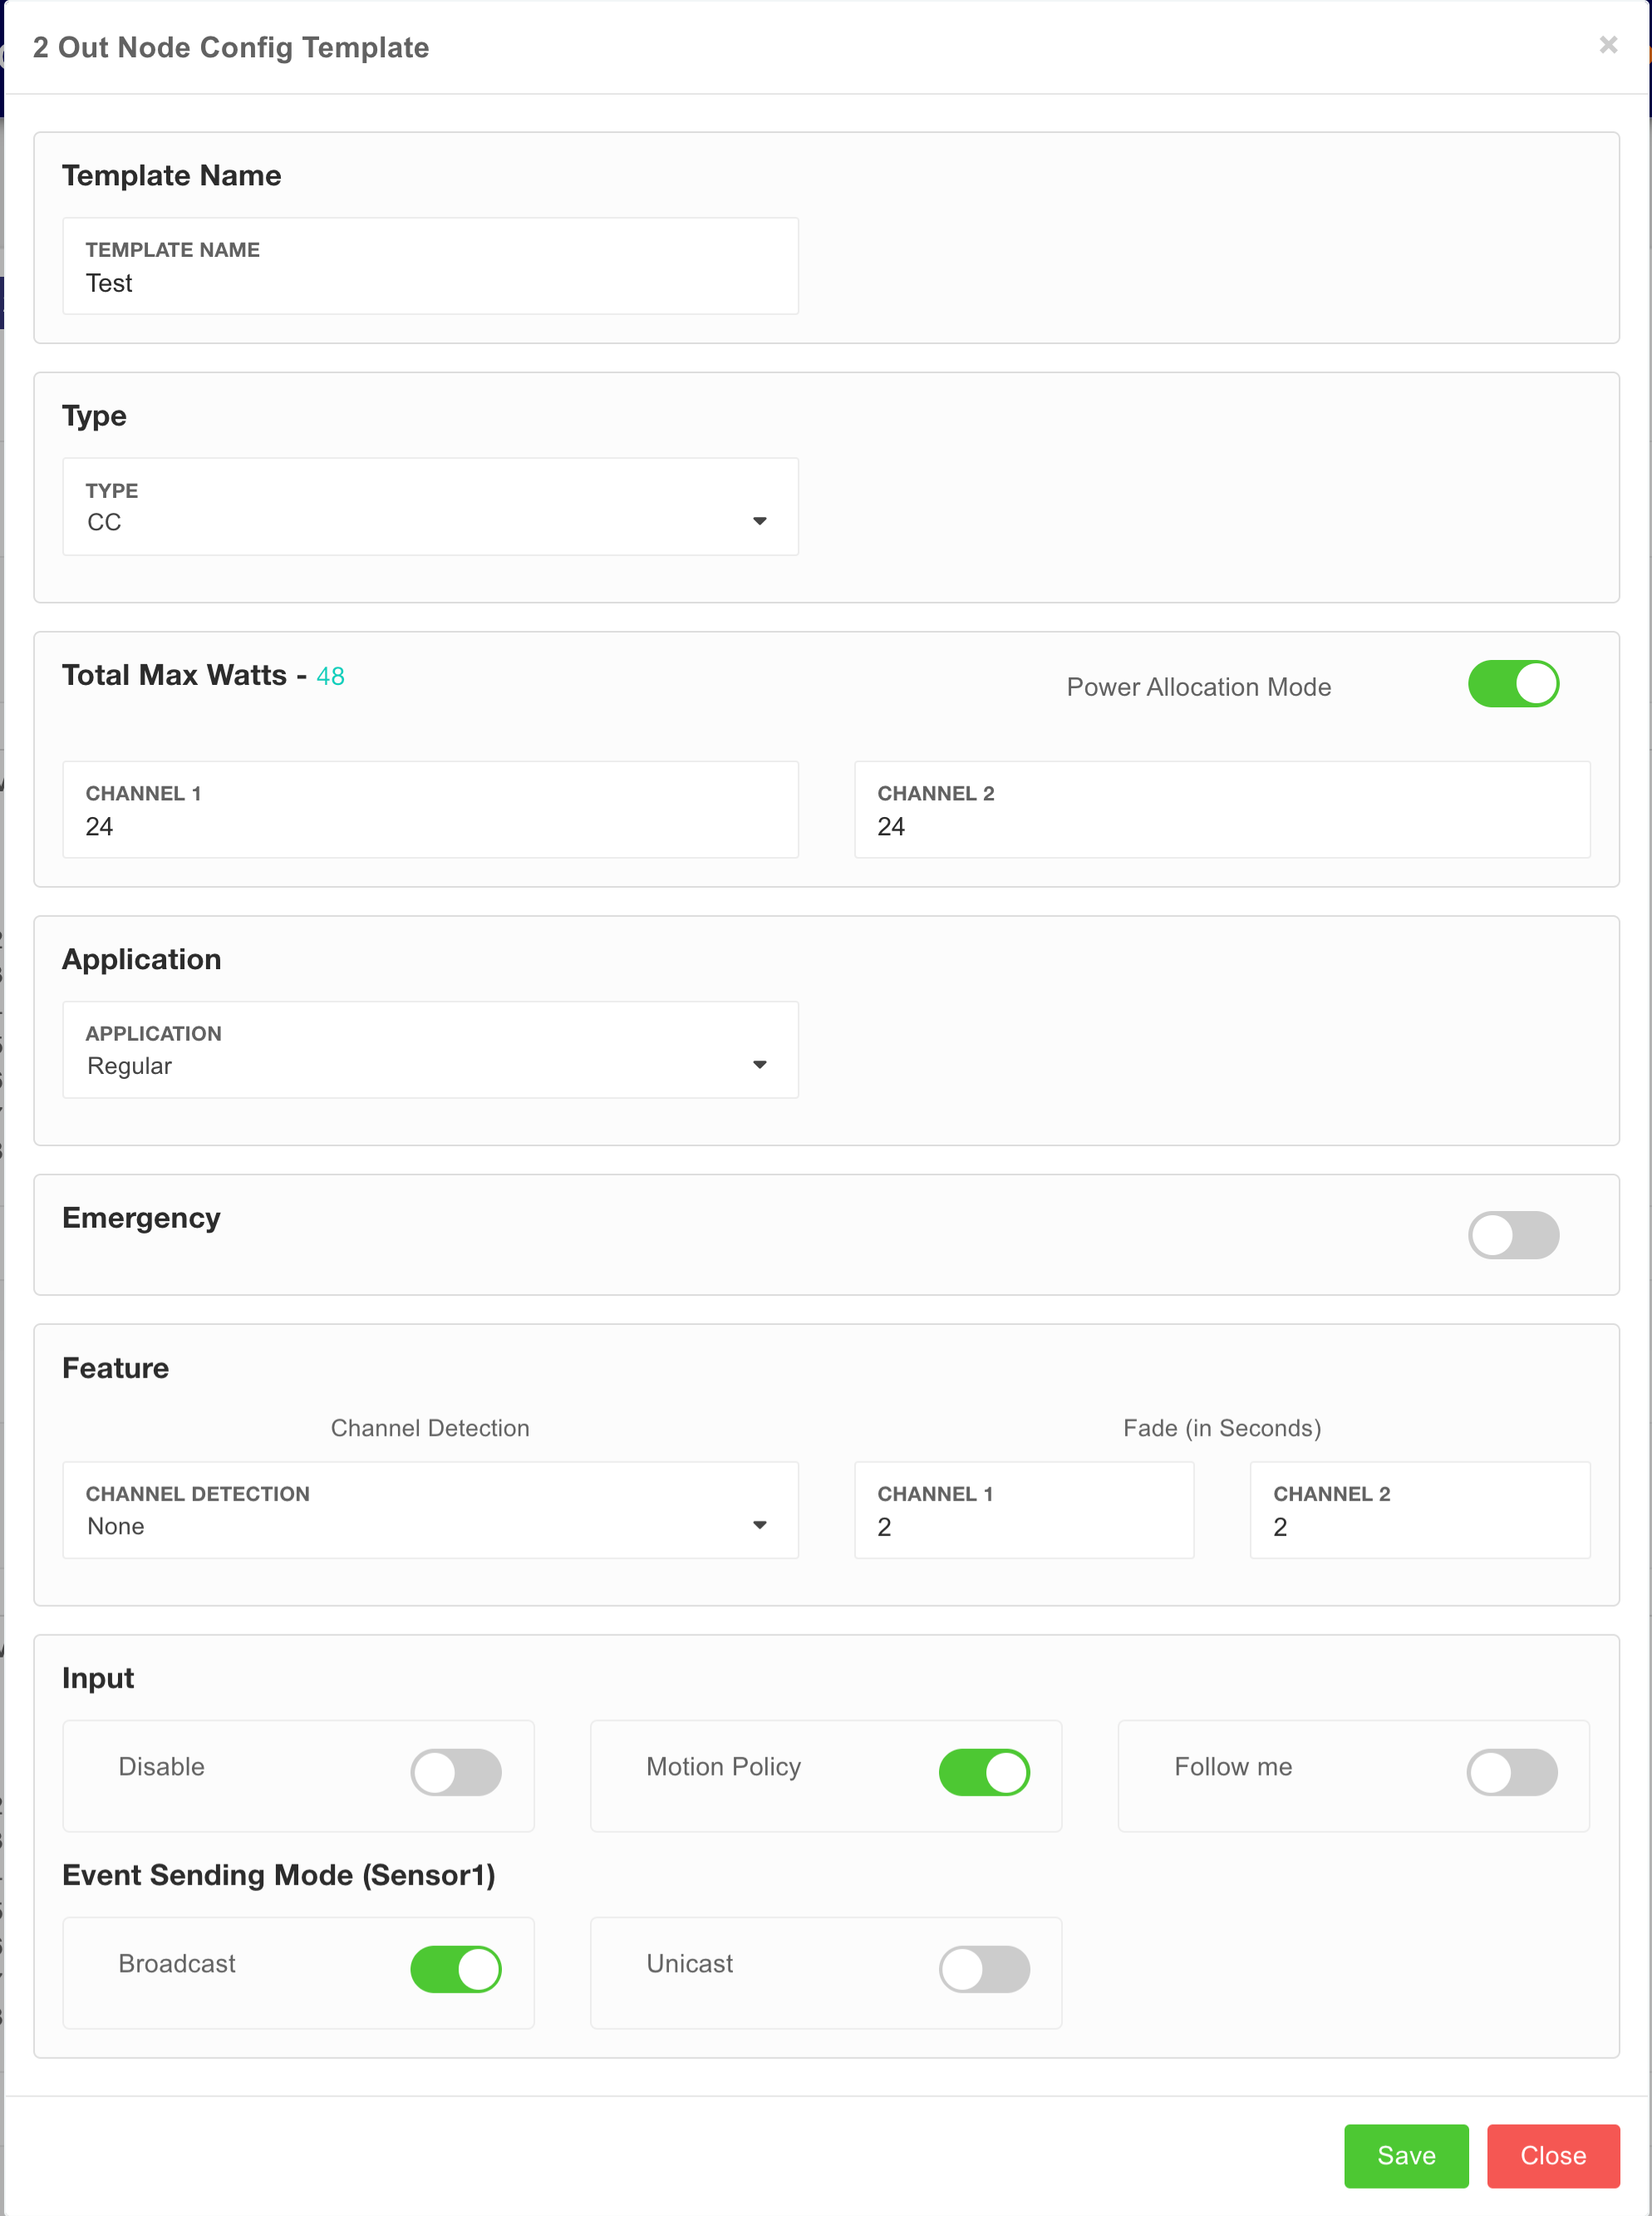 2 Out Node Config Template
×
Template Name
TEMPLATE NAME
Test
Type
TYPE
CC
Total Max Watts - 48
Power Allocation Mode
CHANNEL 1
24
CHANNEL 2
24
Application
APPLICATION
Regular
Emergency
Feature
Channel Detection
Fade (in Seconds)
CHANNEL DETECTION
None
CHANNEL 1
2
CHANNEL 2
2
Input
Disable
Motion Policy
Follow me
Event Sending Mode (Sensor1)
Broadcast
Unicast
Save
Close